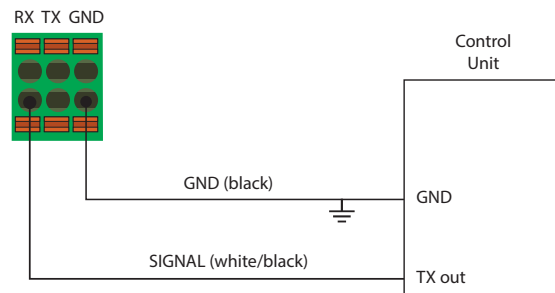 RX TX GND
Control
Unit
GND (black)
GND
SIGNAL (white/black)
TX out